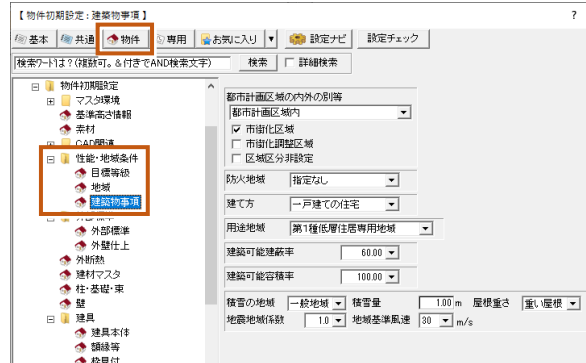 【 物件初期設定 : 建築物事項 】
?
基本 共通 物件 専用 お気に入り ▼ 設定ナビ 設定チェック
検索ワードは？(複数可。＆付きでAND検索文字) 検索 詳細検索
物件初期設定
マスタ環境
基準高さ情報
素材
CAD関連
性能・地域条件
目標等級
地域
建築物事項
外部標準
外部標準
外壁仕上
外断熱
建材マスタ
柱・基礎・束
壁
建具
建具本体
額縁等
枠見付
都市計画区域の内外の別等
都市計画区域内
市街化区域
市街化調整区域
区域区分非設定
防火地域 指定なし
建て方 一戸建ての住宅
用途地域 第1種低層住居専用地域
建築可能建蔽率 60.00
建築可能容積率 100.00
積雪の地域 一般地域 積雪量 1.00 m 屋根重さ 重い屋根
地震地域係数 1.0 地域基準風速 30 m/s